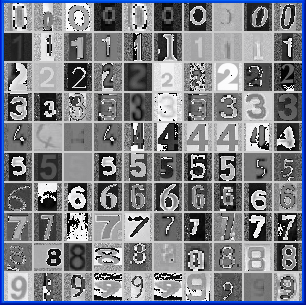 0 0 0 0 0 0 0 0 0 0
1 1 1 1 1 1 1 1 1 1
2 2 2 2 2 2 2 2 2 2
3 3 3 3 3 3 3 3 3 3
4 4 4 4 4 4 4 4 4
5 5 5 5 5 5 5 5 5 5
6 6 6 6 6 6 6 6 6 6
7 7 7 7 7 7 7 7 7 7
8 8 8 8 8 8 8 8 8 8
9 9 9 9 9 9 9 9 9 9